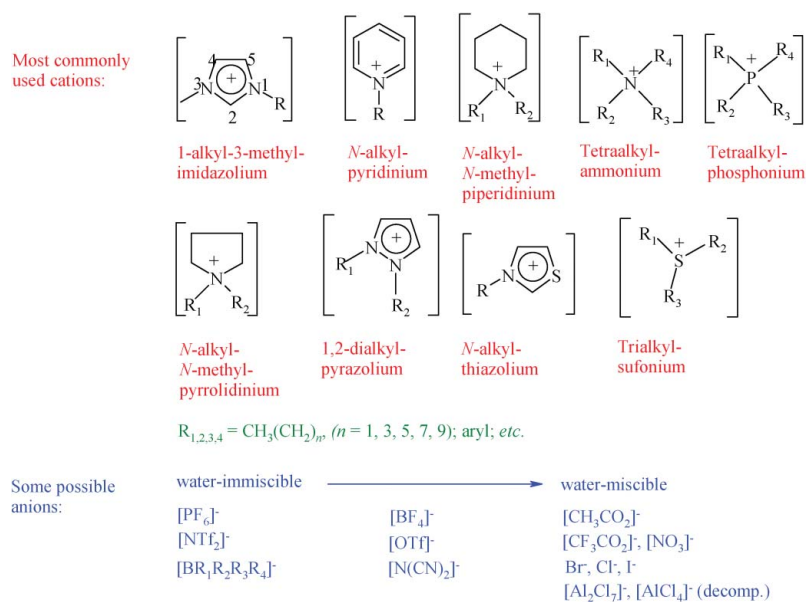 Most commonly
used cations:
4 5
+
3 N N 1
R
2
+
N
R
+
N
R1 R2
R1 R4
+
N
R2 R3
R1 + R4
P
R2 R3
1-alkyl-3-methyl-
imidazolium
N-alkyl-
pyridinium
N-alkyl-
N-methyl-
piperidinium
Tetraalkyl-
ammonium
Tetraalkyl-
phosphonium
+
N
R1 R2
N +
R1 N
R2
N + S
R
R1 + R2
S
R3
N-alkyl-
N-methyl-
pyrrolidinium
1,2-dialkyl-
pyrazolium
N-alkyl-
thiazolium
Trialkyl-
sufonium
R1,2,3,4 = CH3(CH2)n, (n = 1, 3, 5, 7, 9); aryl; etc.
Some possible
anions:
water-immiscible water-miscible
[PF6]- [BF4]- [CH3CO2]-
[NTf2]- [OTf]- [CF3CO2]-, [NO3]-
[BR1R2R3R4]- [N(CN)2]- Br-, Cl-, I-
[Al2Cl7]-, [AlCl4]- (decomp.)